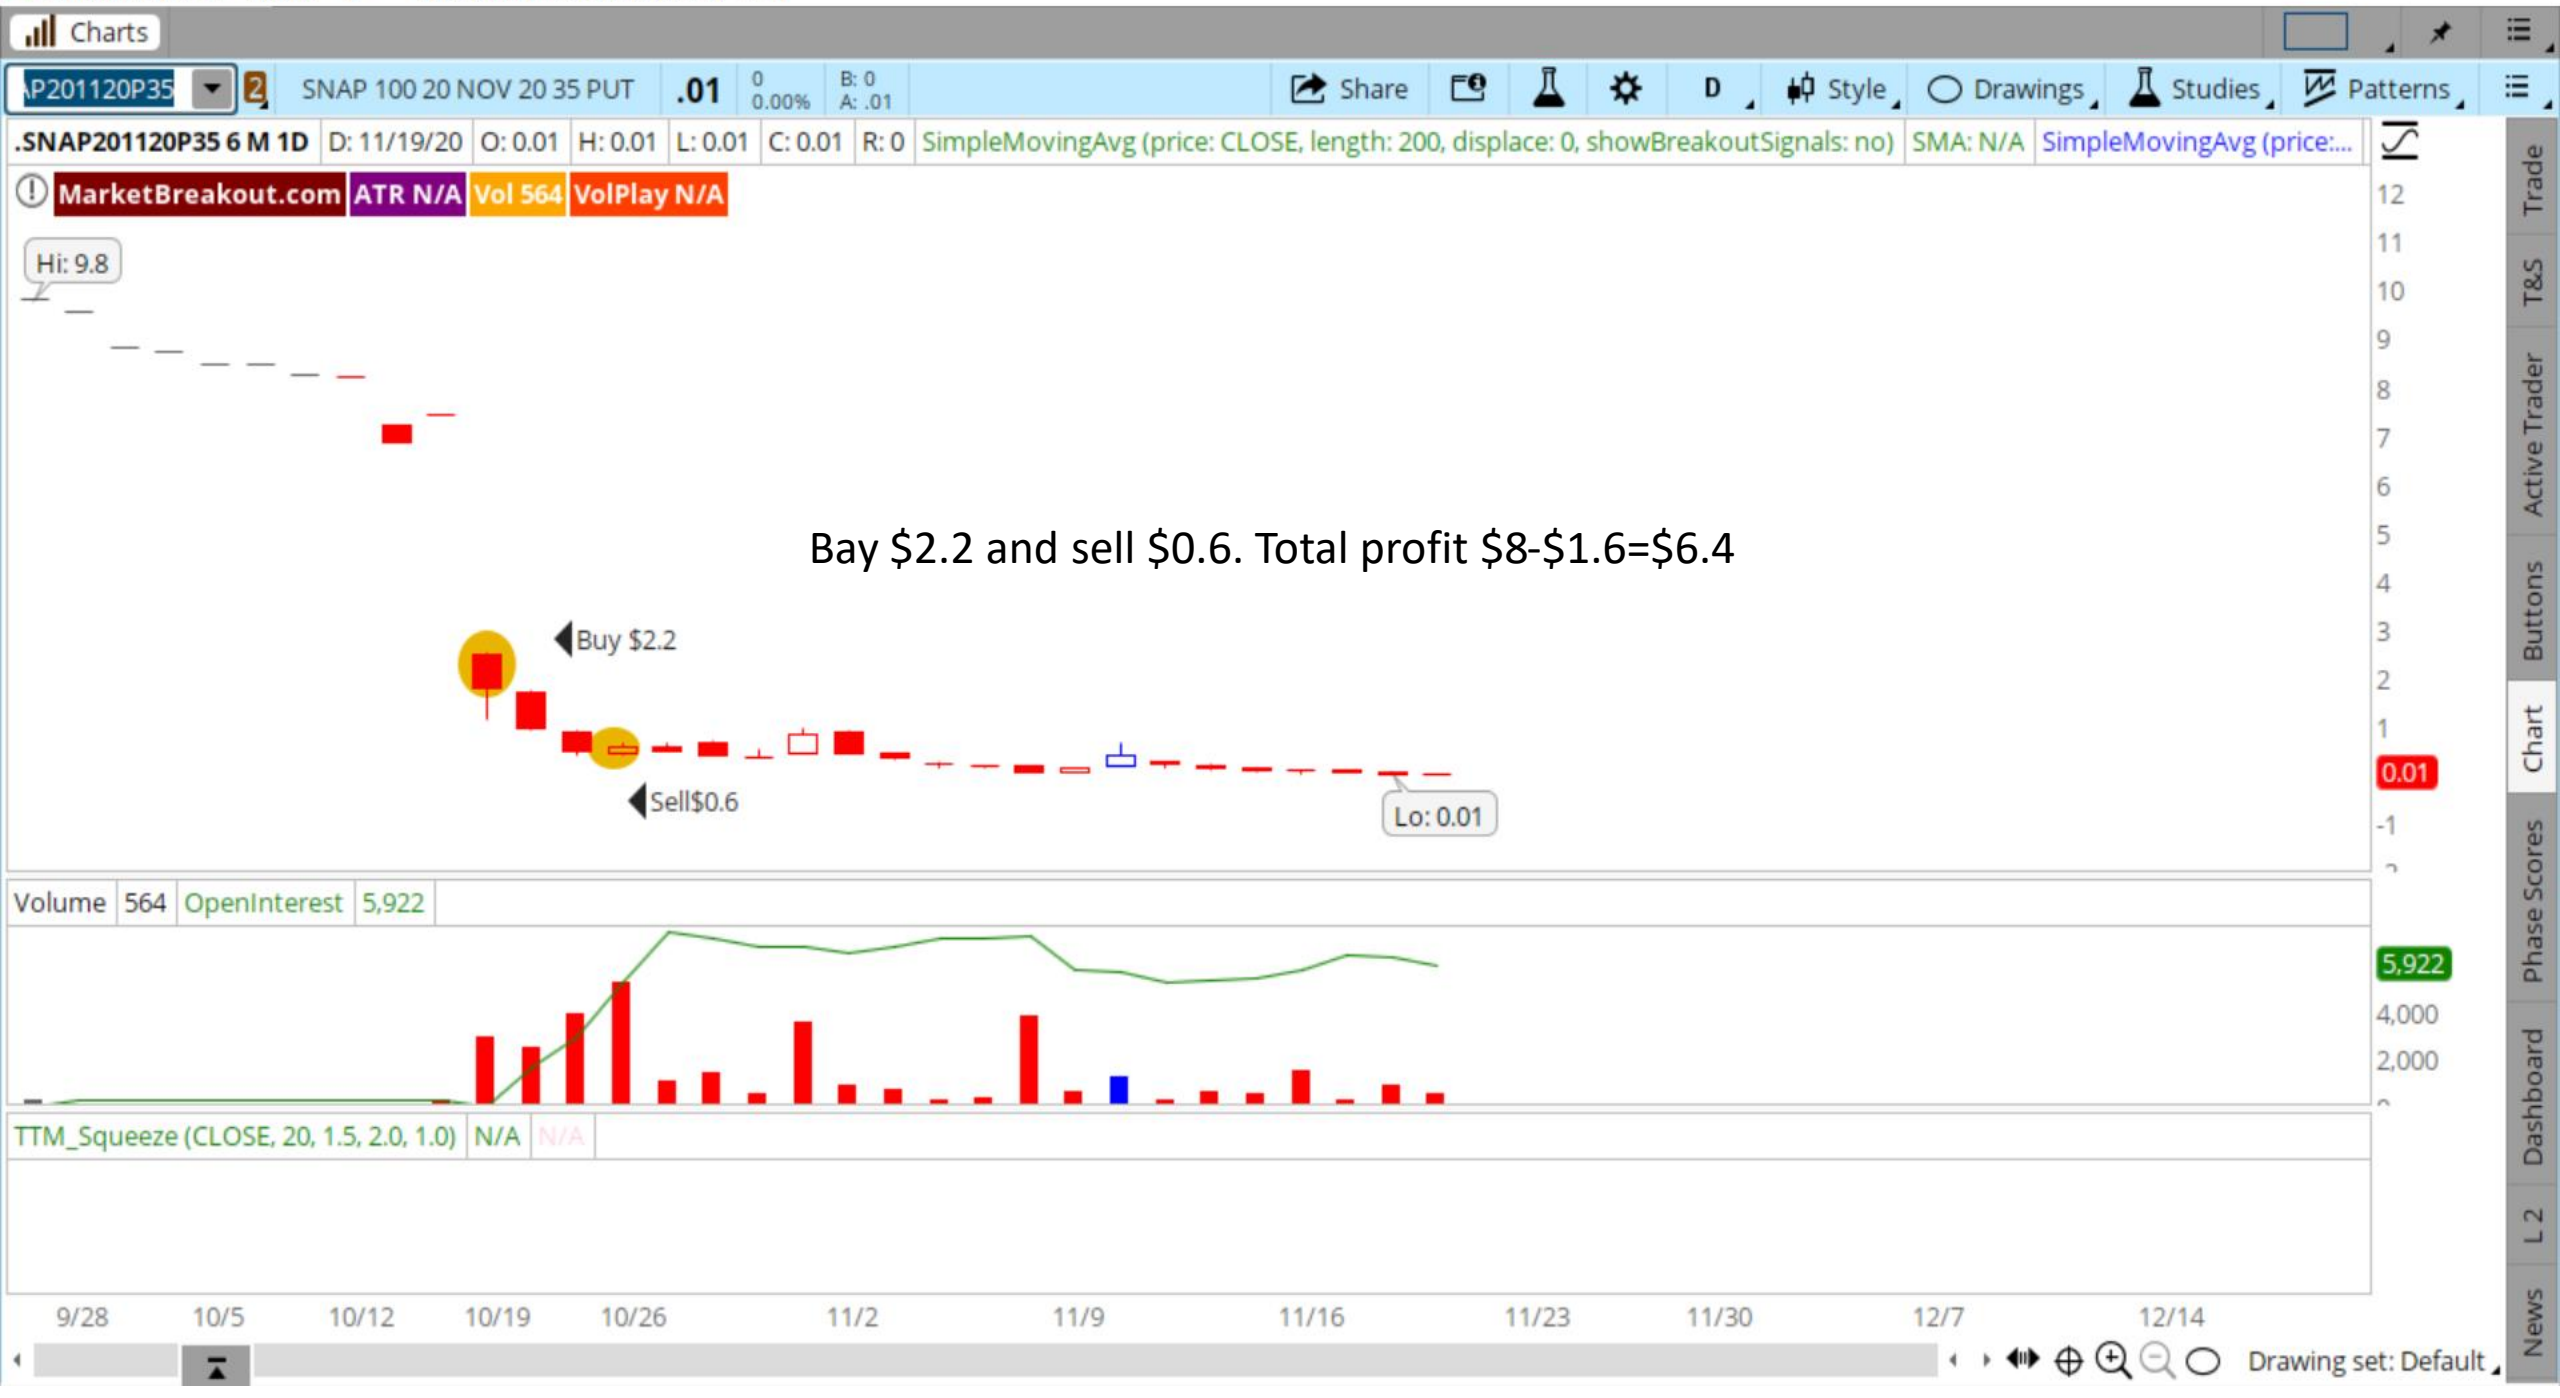 Charts
AP201120P35 2 SNAP 100 20 NOV 20 35 PUT .01 0 0.00% B: 0 A: .01 Share D Style Drawings Studies Patterns
.SNAP201120P35 6 M 1D D: 11/19/20 O: 0.01 H: 0.01 L: 0.01 C: 0.01 R: 0 SimpleMovingAvg (price: CLOSE, length: 200, displace: 0, showBreakoutSignals: no) SMA: N/A SimpleMovingAvg (price:...
MarketBreakout.com ATR N/A Vol 564 VolPlay N/A
12
11
Hi: 9.8
10
9
8
7
6
Bay $2.2 and sell $0.6. Total profit $8-$1.6=$6.4
5
4
Buy $2.2
3
2
1
0.01
Sell$0.6
Lo: 0.01
-1
Volume 564 OpenInterest 5,922
5,922
4,000
2,000
TTM_Squeeze (CLOSE, 20, 1.5, 2.0, 1.0) N/A N/A
9/28 10/5 10/12 10/19 10/26 11/2 11/9 11/16 11/23 11/30 12/7 12/14
Drawing set: Default
Trade
T&S
Active Trader
Buttons
Chart
Phase Scores
Dashboard
L 2
News